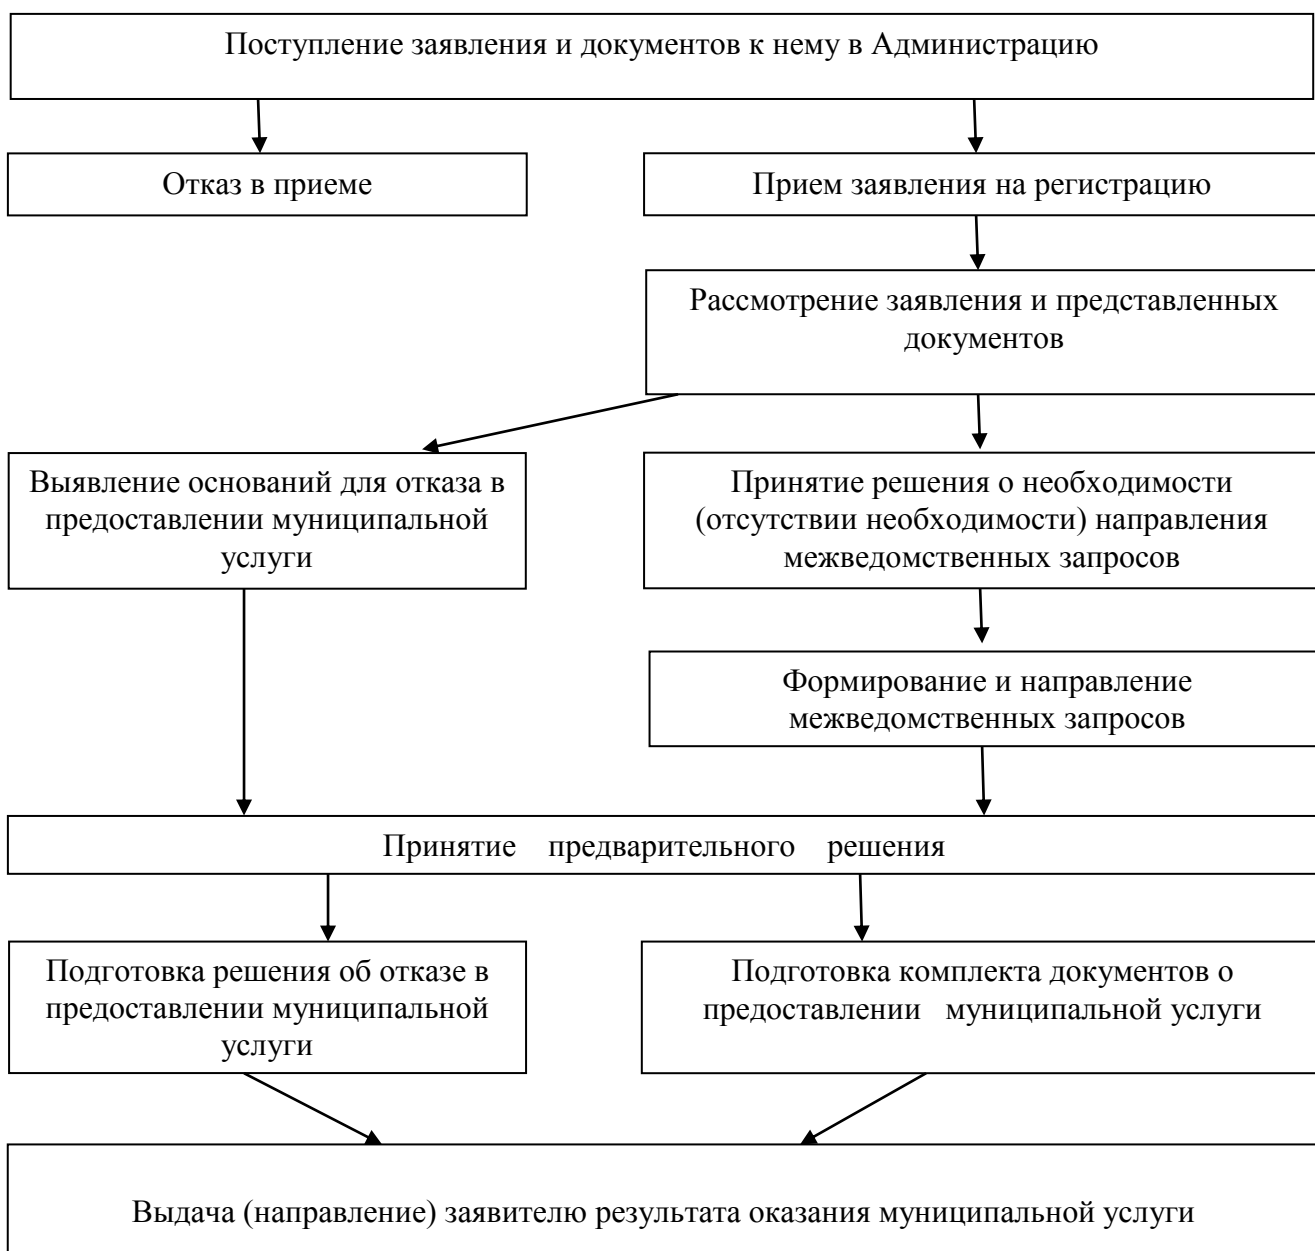 Поступление заявления и документов к нему в Администрацию
Отказ в приеме
Прием заявления на регистрацию
Рассмотрение заявления и представленных
документов
Выявление оснований для отказа в
предоставлении муниципальной
услуги
Принятие решения о необходимости
(отсутствии необходимости) направления
межведомственных запросов
Формирование и направление
межведомственных запросов
Принятие предварительного решения
Подготовка решения об отказе в
предоставлении муниципальной
услуги
Подготовка комплекта документов о
предоставлении муниципальной услуги
Выдача (направление) заявителю результата оказания муниципальной услуги